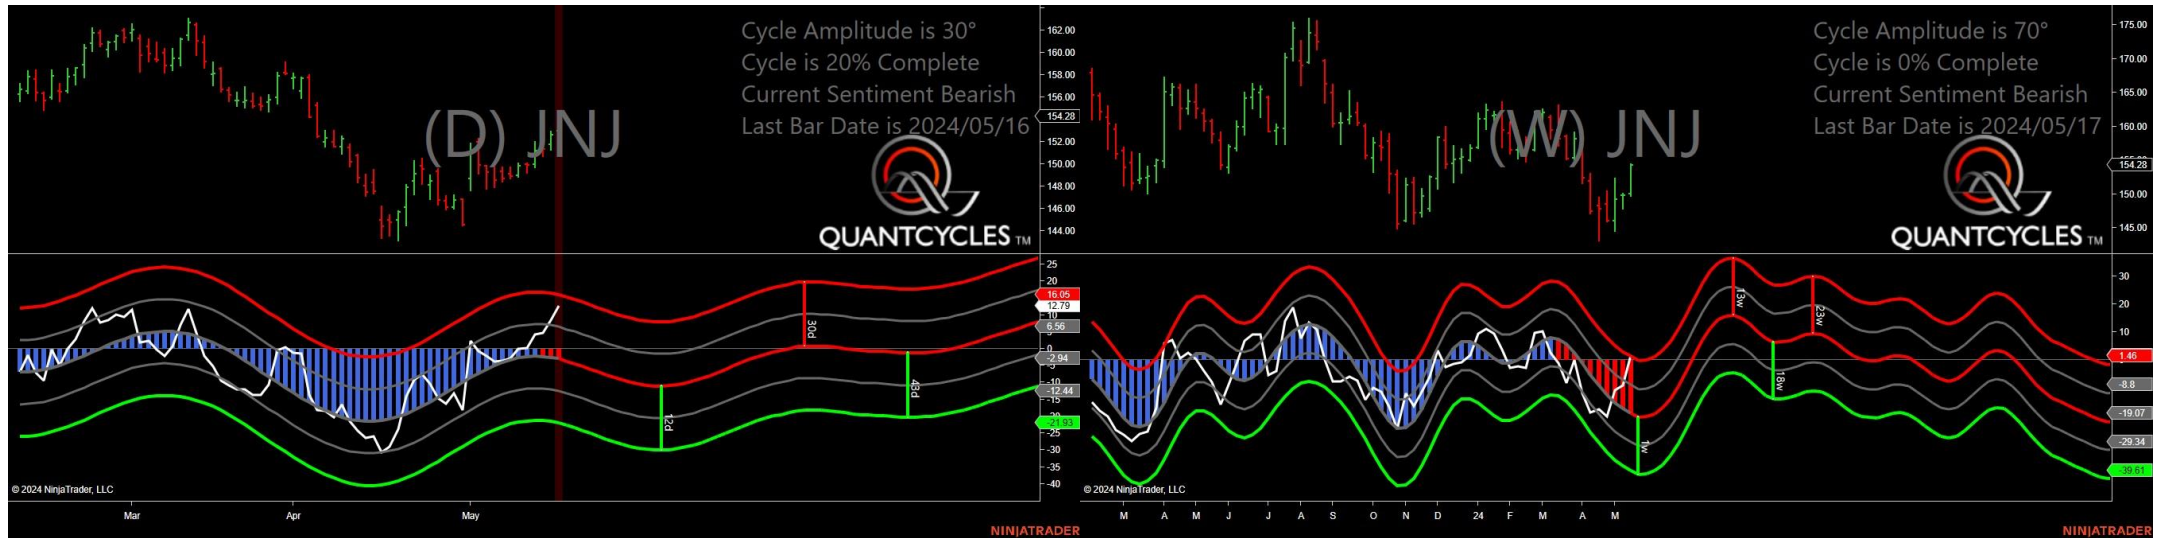 Cycle Amplitude is 30°
Cycle is 20% Complete
Current Sentiment Bearish
Last Bar Date is 2024/05/16
(D) JNJ
QUANTCYCLES TM
162.00
160.00
158.00
156.00
154.28
152.00
150.00
148.00
146.00
144.00
25
20
16.05
12.79
10
6.56
0
-2.94
-10
-12.44
-15
-20
-21.93
-25
-30
-35
-40
30d
43d
12d
© 2024 NinjaTrader, LLC
Mar
Apr
May
NINJATRADER
Cycle Amplitude is 70°
Cycle is 0% Complete
Current Sentiment Bearish
Last Bar Date is 2024/05/17
(W) JNJ
QUANTCYCLES TM
175.00
170.00
165.00
160.00
154.28
150.00
145.00
30
20
10
1.46
-8.8
-19.07
-29.34
-39.61
13w
23w
18w
1w
© 2024 NinjaTrader, LLC
M A M J J A S O N D 24 F M A M
NINJATRADER